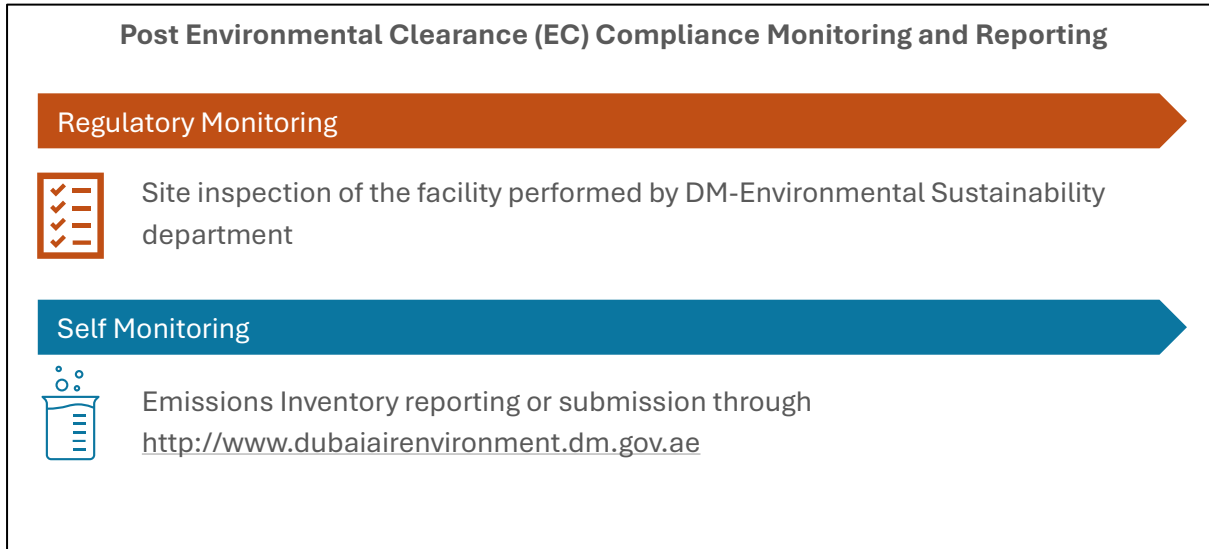 Post Environmental Clearance (EC) Compliance Monitoring and Reporting
Regulatory Monitoring
Site inspection of the facility performed by DM-Environmental Sustainability
department
Self Monitoring
Emissions Inventory reporting or submission through
http://www.dubaiairenvironment.dm.gov.ae